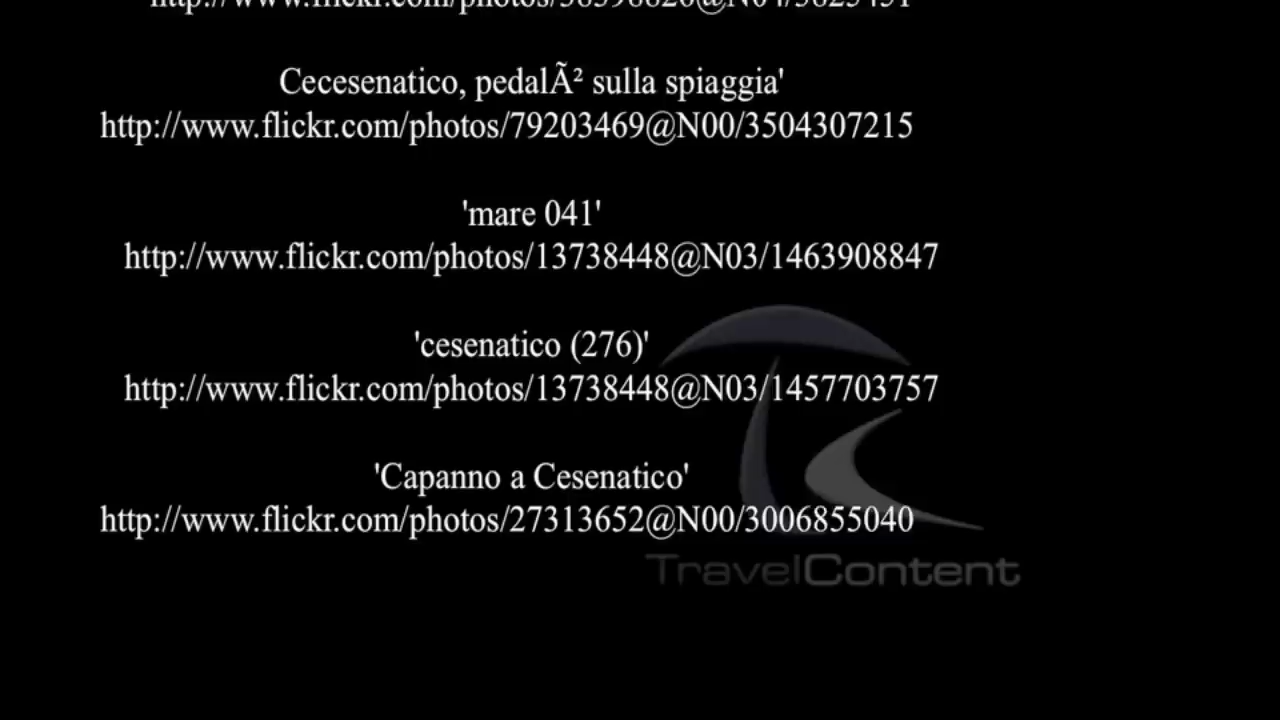 Cecesenatico, pedalÃ² sulla spiaggia'
http://www.flickr.com/photos/79203469@N00/3504307215
'mare 041'
http://www.flickr.com/photos/13738448@N03/1463908847
'cesenatico (276)'
http://www.flickr.com/photos/13738448@N03/1457703757
'Capanno a Cesenatico'
http://www.flickr.com/photos/27313652@N00/3006855040
TravelContent